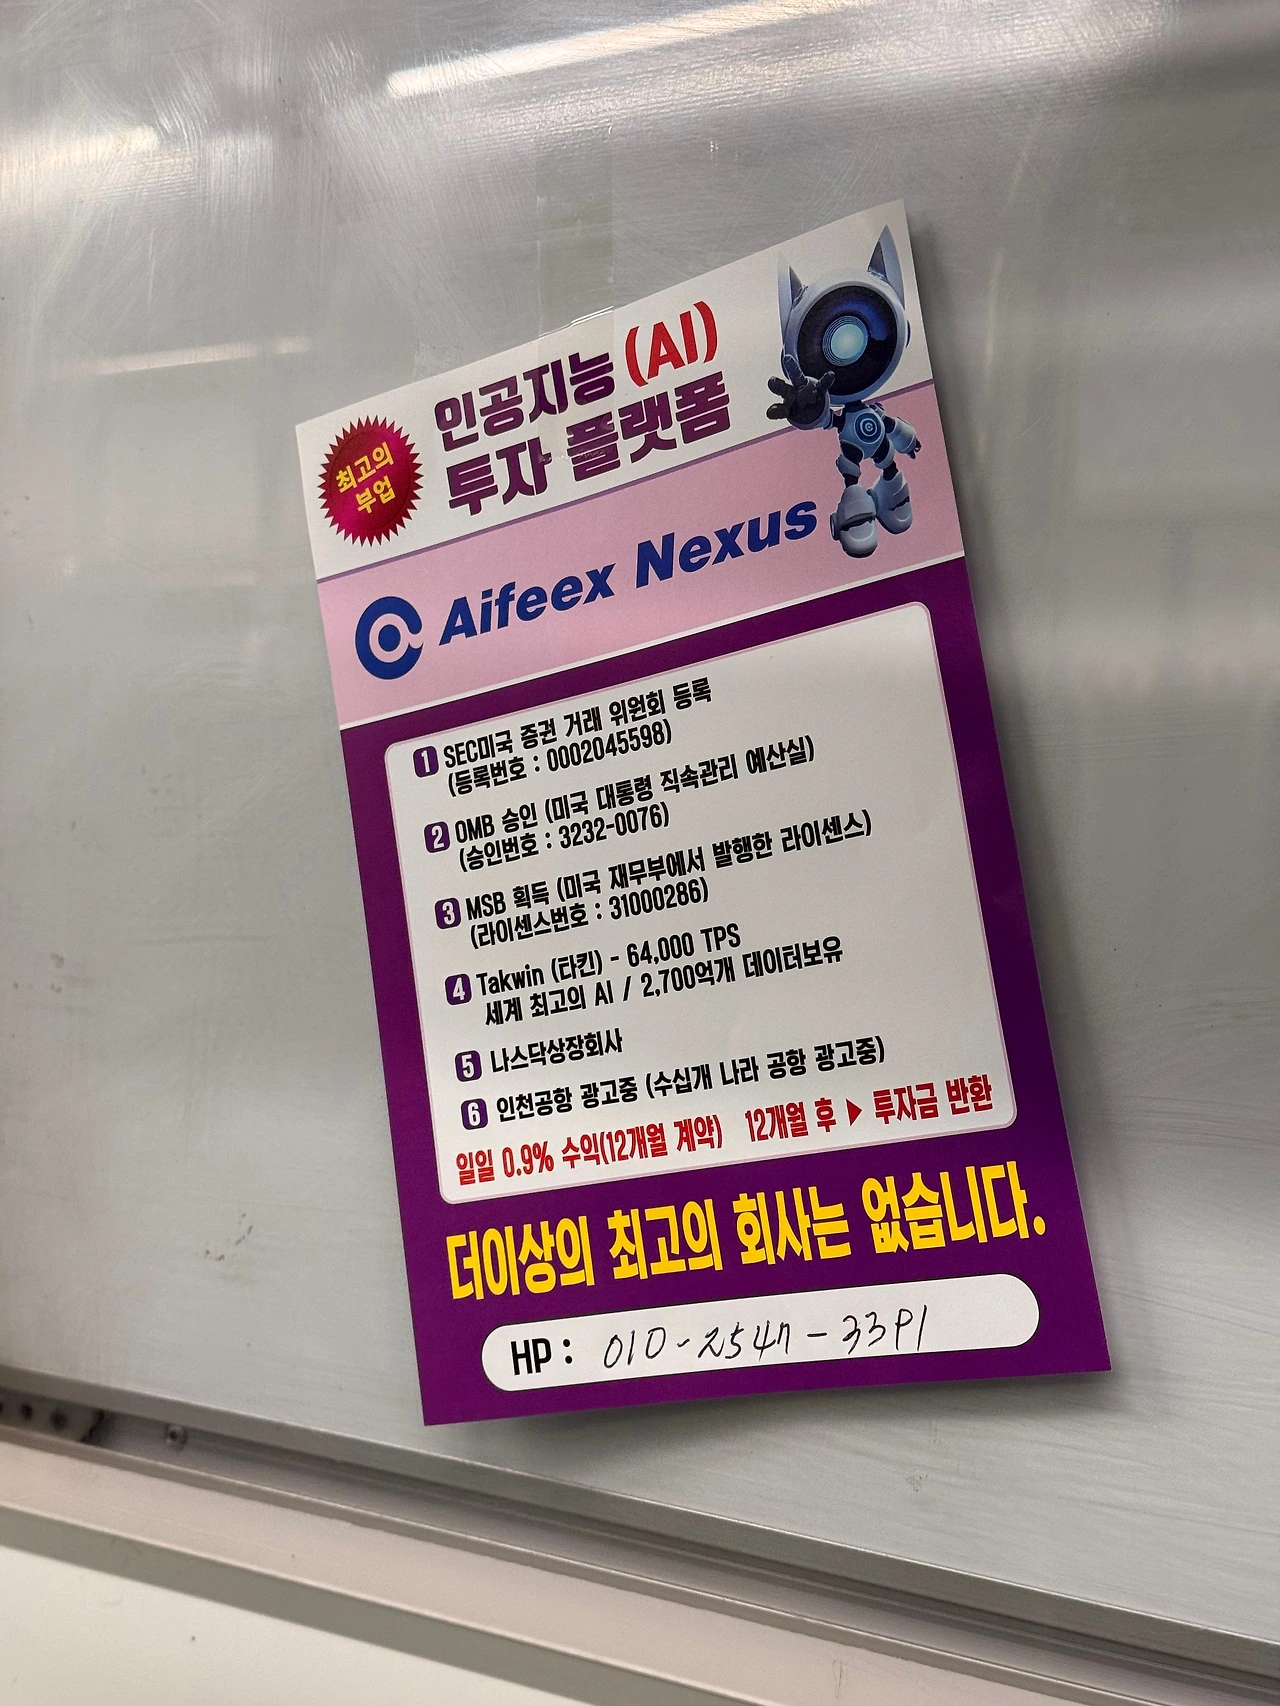 최고의
부업
인공지능 (AI)
투자 플랫폼
Aifeex Nexus
1 SEC미국 증권 거래 위원회 등록
(등록번호 : 0002045598)
2 OMB 승인 (미국 대통령 직속관리 예산실)
(승인번호 : 3232-0076)
3 MSB 획득 (미국 재무부에서 발행한 라이센스)
(라이센스번호 : 31000286)
4 Takwin (타킨) - 64,000 TPS
세계 최고의 AI / 2,700억개 데이터보유
5 나스닥상장회사
6 인천공항 광고중 (수십개 나라 공항 광고중)
일일 0.9% 수익(12개월 계약) 12개월 후 ▶ 투자금 반환
더이상의 최고의 회사는 없습니다.
HP : 010-2547-3391